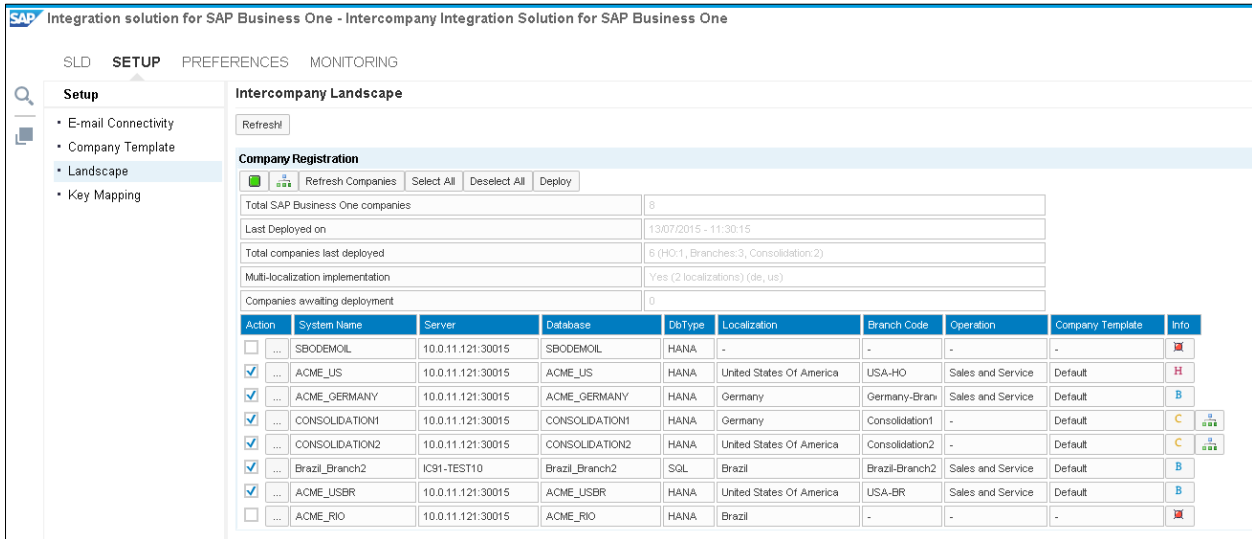 SAP Integration solution for SAP Business One - Intercompany Integration Solution for SAP Business One
SLD SETUP PREFERENCES MONITORING
Setup
• E-mail Connectivity
• Company Template
• Landscape
• Key Mapping
Intercompany Landscape
Refresh!
Company Registration
Refresh Companies Select All Deselect All Deploy
Total SAP Business One companies 8
Last Deployed on 13/07/2015 - 11:30:15
Total companies last deployed 6 (HO:1, Branches:3, Consolidation:2)
Multi-localization implementation Yes (2 localizations) (de, us)
Companies awaiting deployment 0
Action System Name Server Database DbType Localization Branch Code Operation Company Template Info
... SBODEMOIL 10.0.11.121:30015 SBODEMOIL HANA - - - -
... ACME_US 10.0.11.121:30015 ACME_US HANA United States Of America USA-HO Sales and Service Default H
... ACME_GERMANY 10.0.11.121:30015 ACME_GERMANY HANA Germany Germany-Bran Sales and Service Default B
... CONSOLIDATION1 10.0.11.121:30015 CONSOLIDATION1 HANA Germany Consolidation1 - Default C
... CONSOLIDATION2 10.0.11.121:30015 CONSOLIDATION2 HANA United States Of America Consolidation2 - Default C
... Brazil_Branch2 IC91-TEST10 Brazil_Branch2 SQL Brazil Brazil-Branch2 Sales and Service Default B
... ACME_USBR 10.0.11.121:30015 ACME_USBR HANA United States Of America USA-BR Sales and Service Default B
... ACME_RIO 10.0.11.121:30015 ACME_RIO HANA Brazil - - -